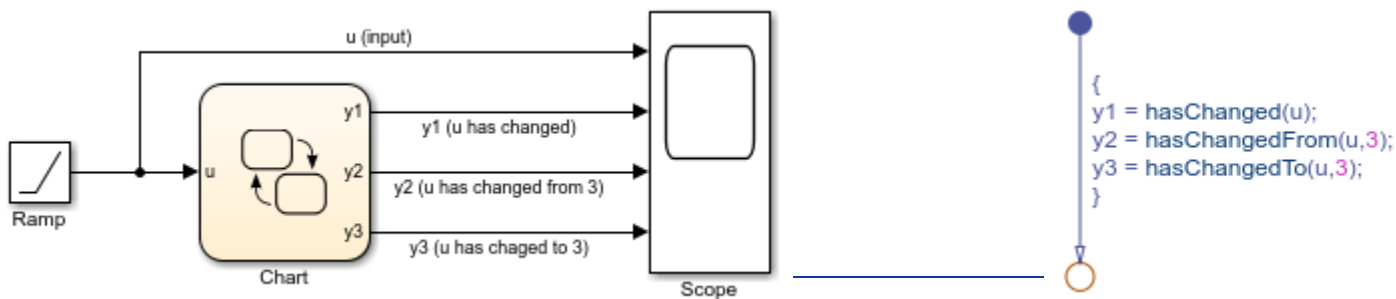 u (input)
y1
y1 (u has changed)
u
y2
y2 (u has changed from 3)
y3
y3 (u has chaged to 3)
Ramp
Chart
Scope
{
y1 = hasChanged(u);
y2 = hasChangedFrom(u,3);
y3 = hasChangedTo(u,3);
}